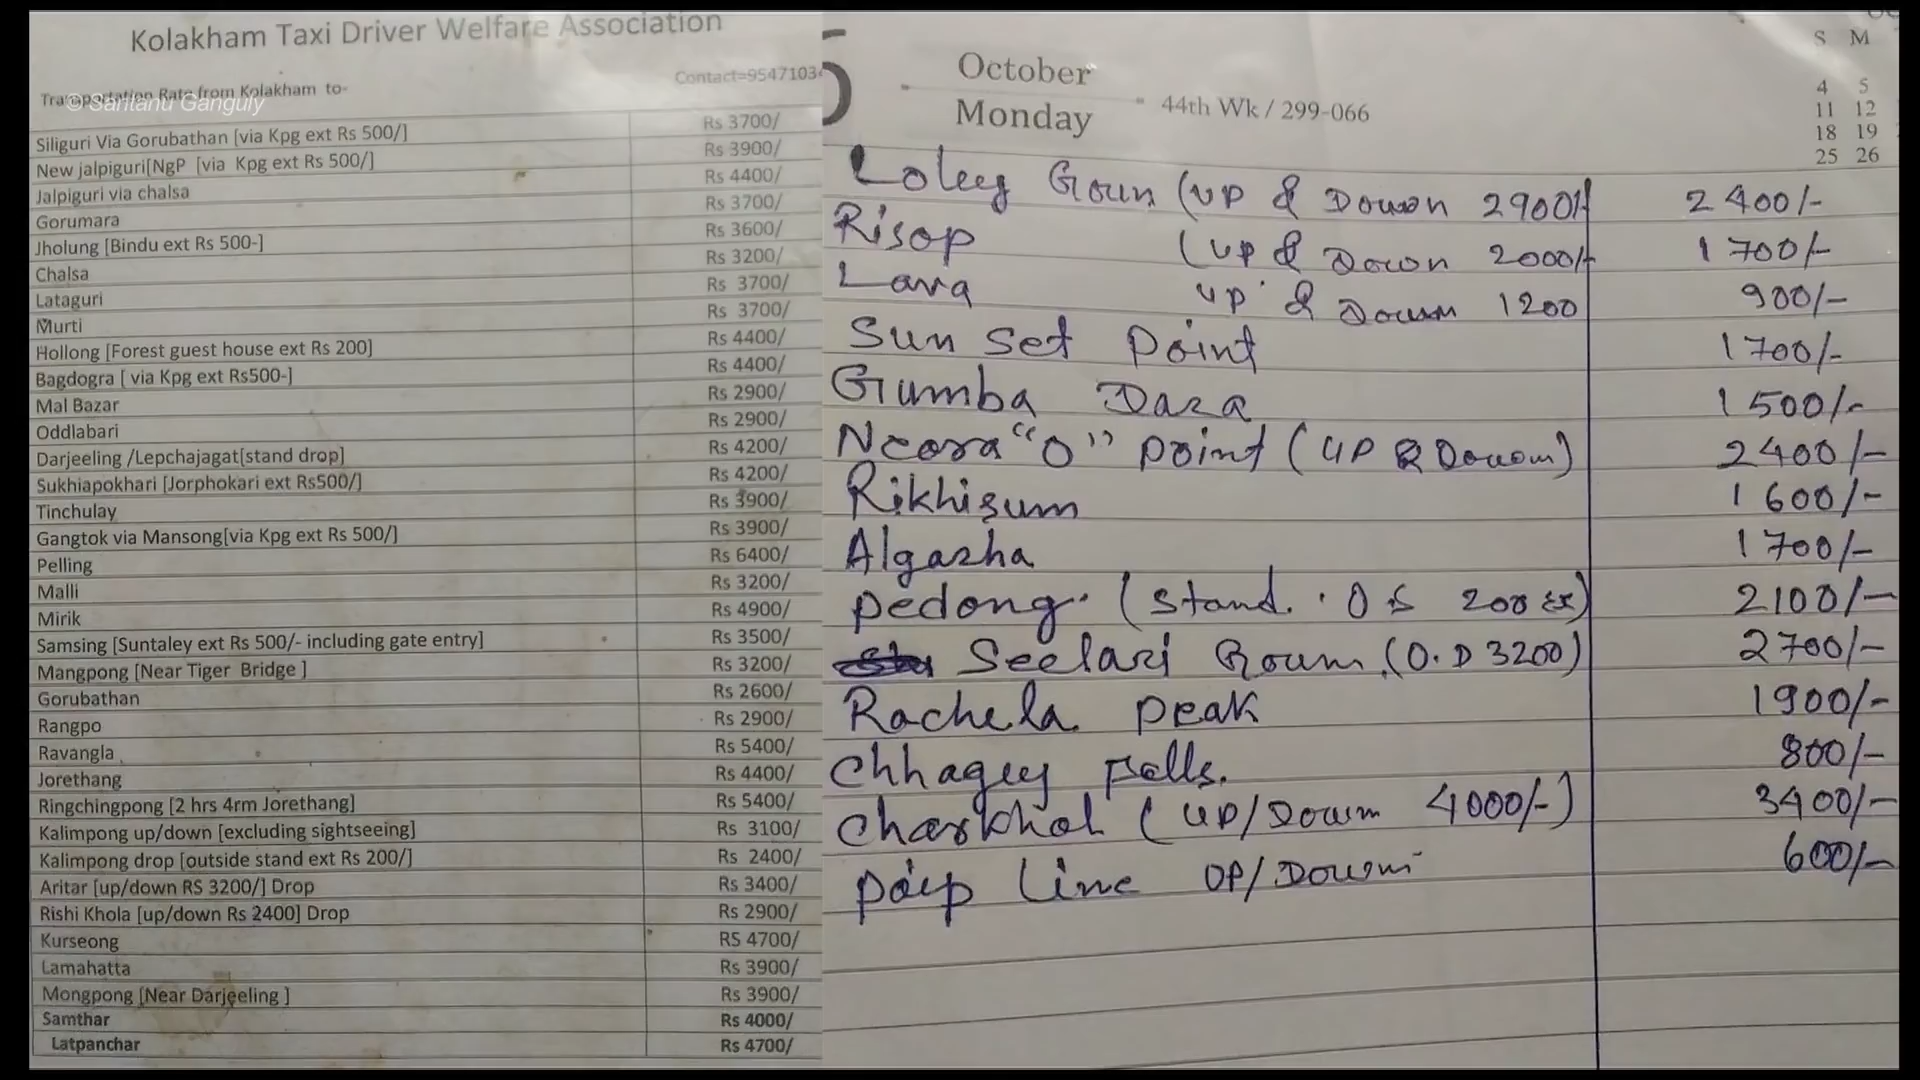 Kolakham Taxi Driver Welfare Association
Contact=9547103
Transportation Rate from Kolakham to-
© Santanu Ganguly
Siliguri Via Gorubathan [via Kpg ext Rs 500/] Rs 3700/
New jalpiguri[NgP [via Kpg ext Rs 500/] Rs 3900/
Jalpiguri via chalsa Rs 4400/
Gorumara Rs 3700/
Jholung [Bindu ext Rs 500-] Rs 3600/
Chalsa Rs 3200/
Lataguri Rs 3700/
Murti Rs 3700/
Hollong [Forest guest house ext Rs 200] Rs 4400/
Bagdogra [ via Kpg ext Rs500-] Rs 4400/
Mal Bazar Rs 2900/
Oddlabari Rs 2900/
Darjeeling /Lepchajagat[stand drop] Rs 4200/
Sukhiapokhari [Jorphokari ext Rs500/] Rs 4200/
Tinchulay Rs 3900/
Gangtok via Mansong[via Kpg ext Rs 500/] Rs 3900/
Pelling Rs 6400/
Malli Rs 3200/
Mirik Rs 4900/
Samsing [Suntaley ext Rs 500/- including gate entry] Rs 3500/
Mangpong [Near Tiger Bridge ] Rs 3200/
Gorubathan Rs 2600/
Rangpo Rs 2900/
Ravangla Rs 5400/
Jorethang Rs 4400/
Ringchingpong [2 hrs 4rm Jorethang] Rs 5400/
Kalimpong up/down [excluding sightseeing] Rs 3100/
Kalimpong drop [outside stand ext Rs 200/] Rs 2400/
Aritar [up/down RS 3200/] Drop Rs 3400/
Rishi Khola [up/down Rs 2400] Drop Rs 2900/
Kurseong RS 4700/
Lamahatta Rs 3900/
Mongpong [Near Darjeeling ] Rs 3900/
Samthar Rs 4000/
Latpanchar Rs 4700/
October
Monday
44th Wk / 299-066
S M
4 5
11 12
18 19
25 26
Loleey Goun (UP & Down 2900/- 2400/-
Risop (up & Down 2000/- 1700/-
Lava up & Down 1200 900/-
Sun Set Point 1700/-
Gumba Dara 1500/-
Neora "O" Point (UP & Down) 2400/-
Rikhisum 1600/-
Algarha 1700/-
Pedong (Stand. O S 200 Ex) 2100/-
Seelari Goun (O.D 3200) 2700/-
Rachela Peak 1900/-
Chhagey Falls. 800/-
Charkhol (UP/Down 4000/-) 3400/-
Paip Line UP/Down 600/-